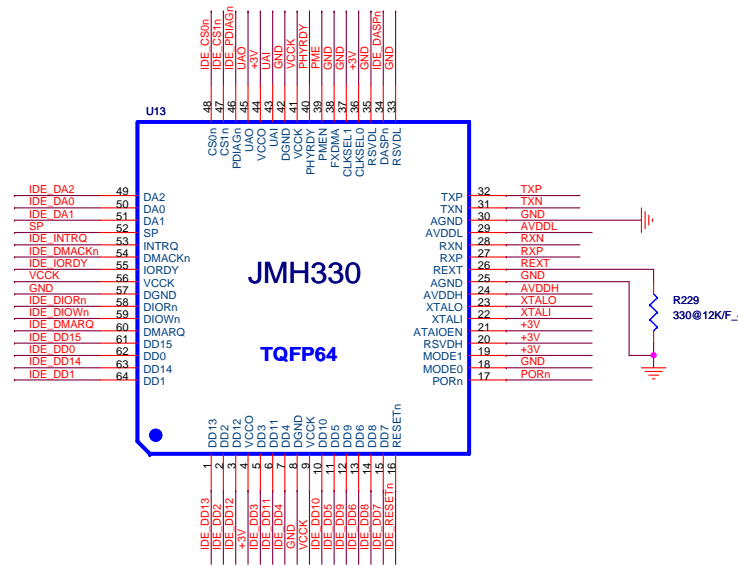 IDE_CS0n
IDE_CS1n
IDE_PDIAGn
UAO
+3V
UAI
GND
VCCK
PHYRDY
PME
GND
GND
+3V
GND
IDE_DASPn
GND
48
47
46
45
44
43
42
41
40
39
38
37
36
35
34
33
U13
CS0n
CS1n
PDIAGn
UAO
VCCO
UAI
DGND
VCCK
PHYRDY
PMEN
FXDMA
CLKSEL1
CLKSEL0
RSVDL
DASPn
RSVDL
IDE_DA2 49 DA2
IDE_DA0 50 DA0
IDE_DA1 51 DA1
SP 52 SP
IDE_INTRQ 53 INTRQ
IDE_DMACKn 54 DMACKn
IDE_IORDY 55 IORDY
VCCK 56 VCCK
GND 57 DGND
IDE_DIORn 58 DIORn
IDE_DIOWn 59 DIOWn
IDE_DMARQ 60 DMARQ
IDE_DD15 61 DD15
IDE_DD0 62 DD0
IDE_DD14 63 DD14
IDE_DD1 64 DD1
JMH330
TQFP64
TXP 32 TXP
TXN 31 TXN
AGND 30 GND
AVDDL 29 AVDDL
RXN 28 RXN
RXP 27 RXP
REXT 26 REXT
AGND 25 GND
AVDDH 24 AVDDH
XTALO 23 XTALO
XTALI 22 XTALI
ATAIOEN 21 +3V
RSVDH 20 +3V
MODE1 19 +3V
MODE0 18 GND
PORn 17 PORn
R229
330@12K/F_
DD13
DD2
DD12
VCCO
DD3
DD11
DD4
DGND
VCCK
DD10
DD5
DD9
DD6
DD8
DD7
RESETn
1
2
3
4
5
6
7
8
9
10
11
12
13
14
15
16
IDE_DD13
IDE_DD2
IDE_DD12
+3V
IDE_DD3
IDE_DD11
IDE_DD4
GND
VCCK
IDE_DD10
IDE_DD5
IDE_DD9
IDE_DD6
IDE_DD8
IDE_DD7
IDE_RESETn